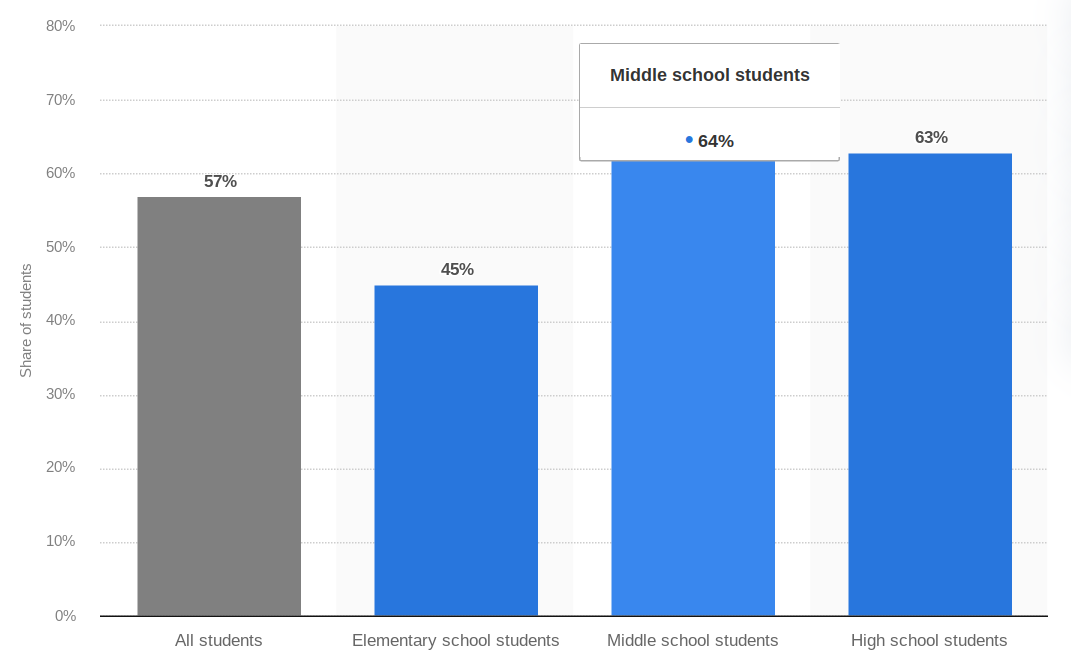 80%
70%
60%
50%
40%
30%
20%
10%
0%
Share of students
Middle school students
64%
57%
45%
63%
All students
Elementary school students
Middle school students
High school students